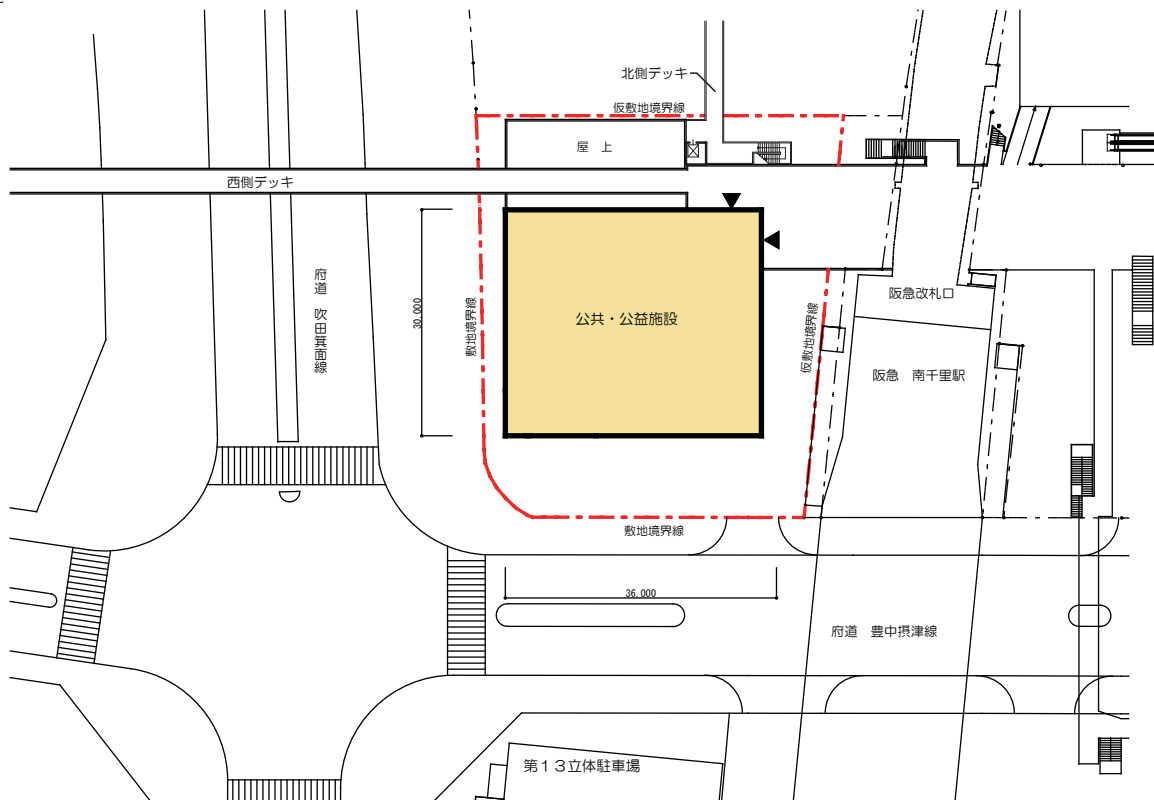 北側デッキ
仮敷地境界線
屋 上
西側デッキ
府道 吹田箕面線
30.000
敷地境界線
公共・公益施設
仮敷地境界線
阪急改札口
阪急 南千里駅
敷地境界線
36.000
府道 豊中摂津線
第13立体駐車場